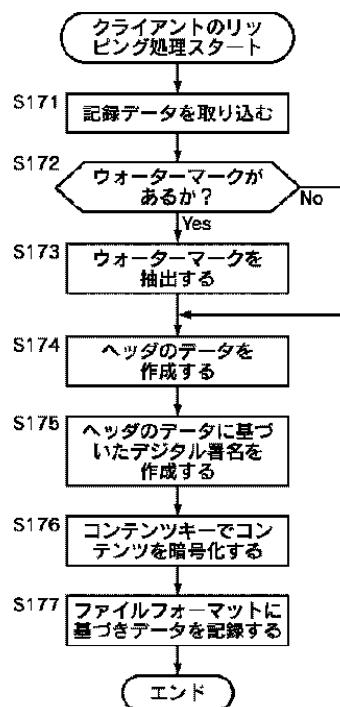 クライアントのリッ
ピング処理スタート
S171
記録データを取り込む
S172
ウォーターマークが
あるか？
No
Yes
S173
ウォーターマークを
抽出する
S174
ヘッダのデータを
作成する
S175
ヘッダのデータに基づ
いたデジタル署名を
作成する
S176
コンテンツキーでコン
テンツを暗号化する
S177
ファイルフォーマットに
基づきデータを記録する
エンド